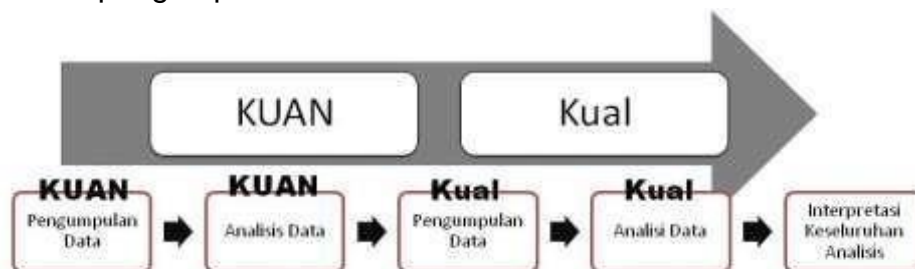 KUAN
Kual
KUAN
Pengumpulan
Data
KUAN
Analisis Data
Kual
Pengumpulan
Data
Kual
Analisi Data
Interpretasi
Keseluruhan
Analisis